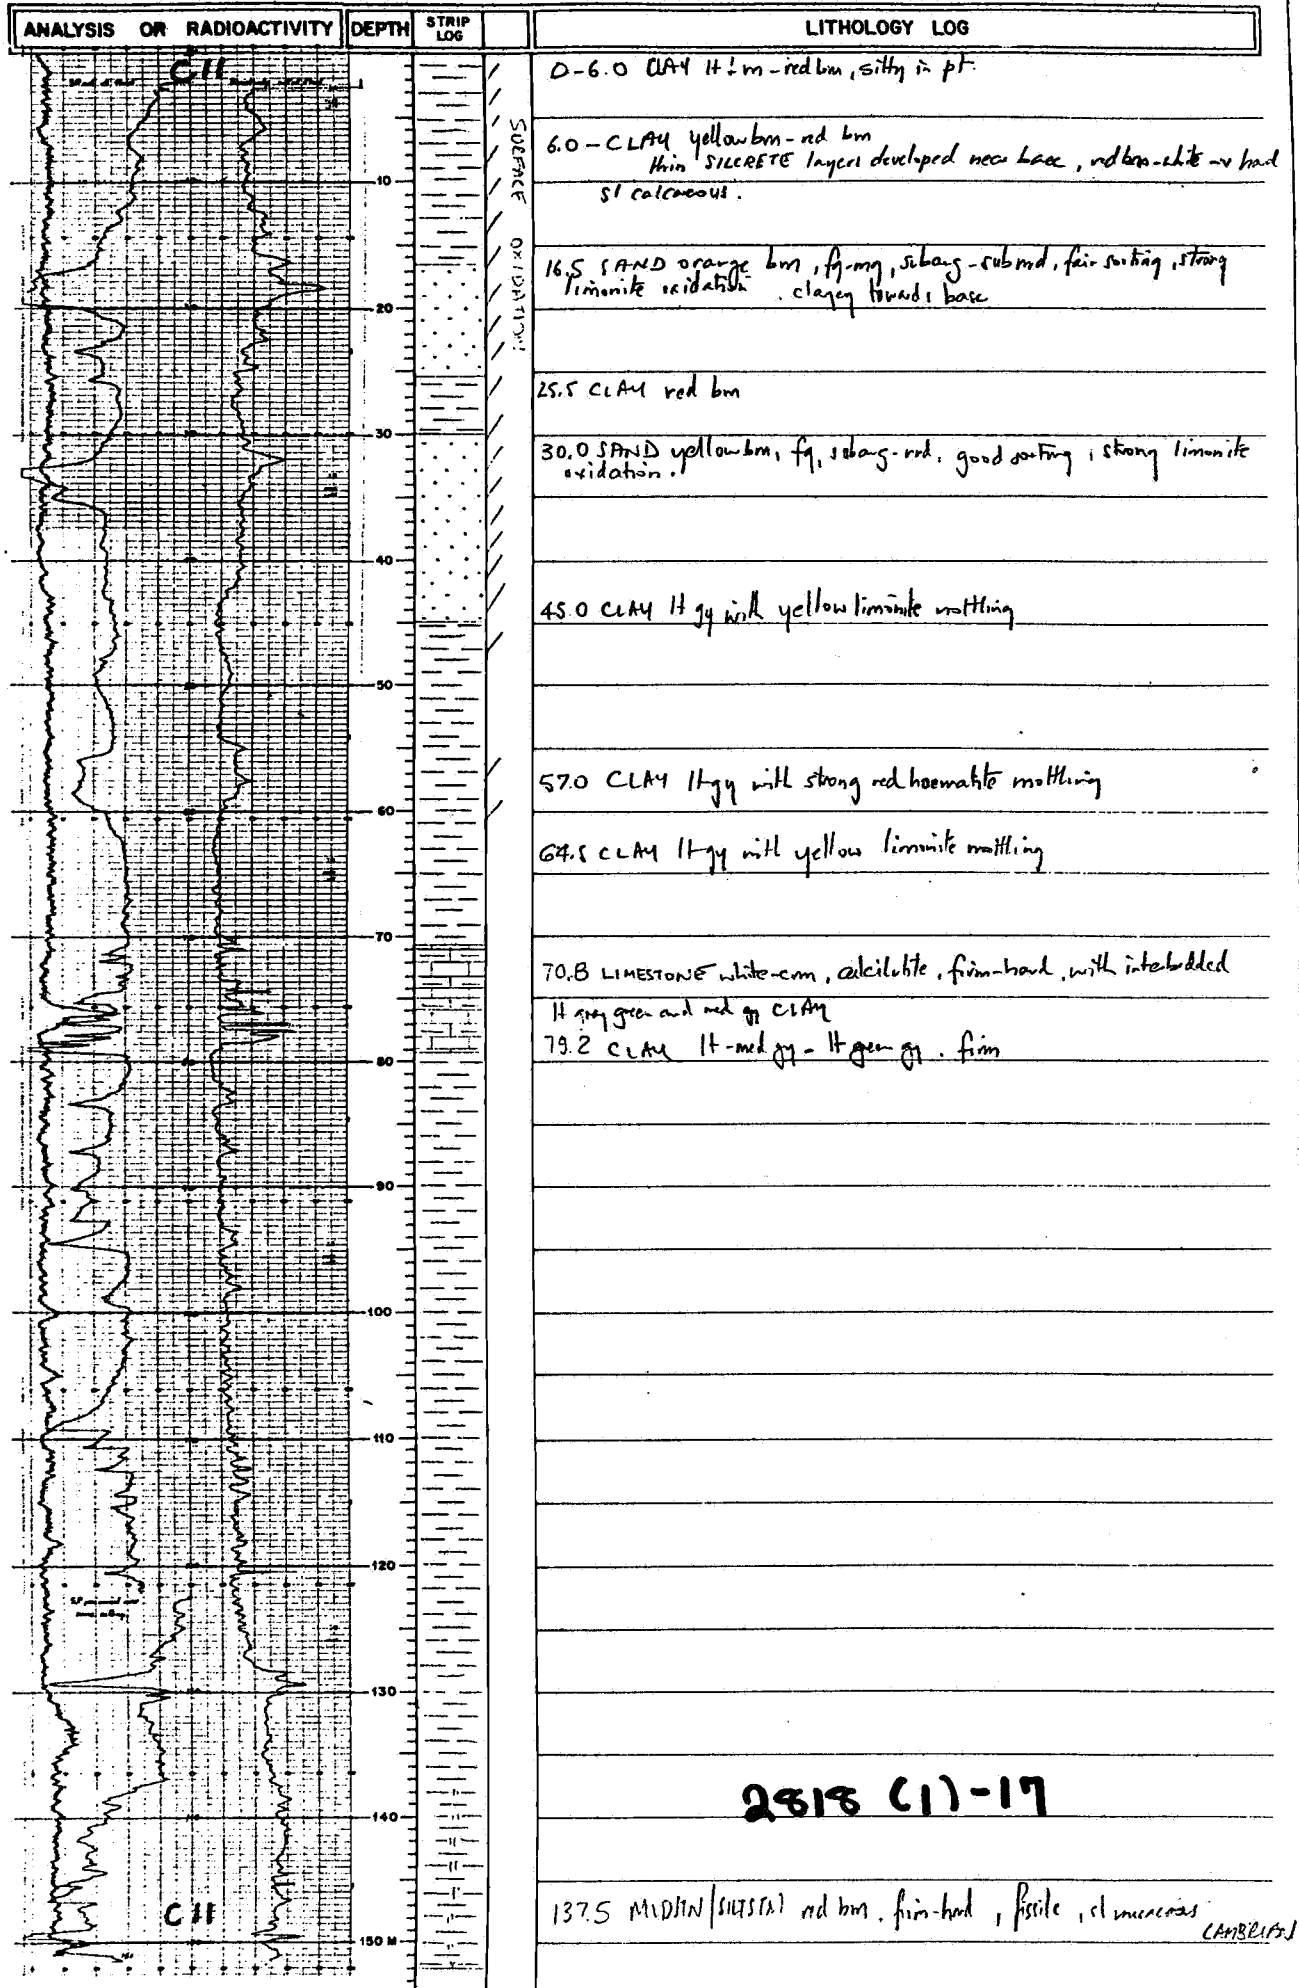 ANALYSIS OR RADIOACTIVITY
DEPTH
STRIP LOG
LITHOLOGY LOG
C11
0-6.0 CLAY lt - m-red brn, silty in pt.
6.0 - CLAY yellow brn - red brn
thin SILCRETE layers developed near base, red brn-white -v hard
sl calcareous.
SURFACE OXIDATION
10
16.5 SAND orange brn, fg-mg, subang-subrnd, fair sorting, strong
limonite oxidation. clayey towards base
20
25.5 CLAY red brn
30
30.0 SAND yellow brn, fg, subang-rnd, good sorting, strong limonite
oxidation.
40
45.0 CLAY lt gy with yellow limonite mottling
50
57.0 CLAY lt gy with strong red haematite mottling
60
64.5 CLAY lt gy with yellow limonite mottling
70
70.8 LIMESTONE white-crm, calcilutite, firm-hard, with interbedded
lt grey green and med gy CLAY
79.2 CLAY lt-med gy - lt green gy. firm
80
90
100
110
120
130
2818 (1)-17
140
137.5 MUDSTN/SILTSTN red brn. firm-hard, fissile, sl micaceous
CAMBRIAN
C11
150 M